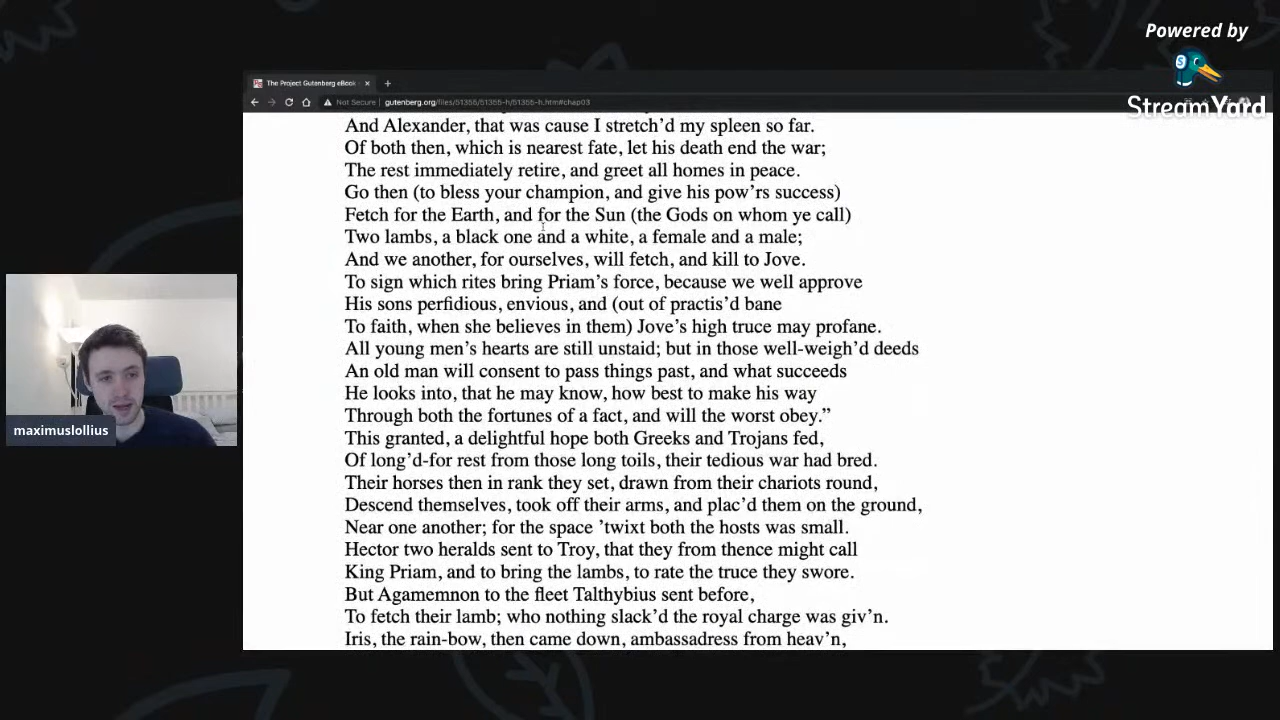 Powered by
StreamYard
The Project Gutenberg eBook
Not Secure | gutenberg.org/files/51355/51355-h/51355-h.htm#chap03
And Alexander, that was cause I stretch’d my spleen so far.
Of both then, which is nearest fate, let his death end the war;
The rest immediately retire, and greet all homes in peace.
Go then (to bless your champion, and give his pow’rs success)
Fetch for the Earth, and for the Sun (the Gods on whom ye call)
Two lambs, a black one and a white, a female and a male;
And we another, for ourselves, will fetch, and kill to Jove.
To sign which rites bring Priam’s force, because we well approve
His sons perfidious, envious, and (out of practis’d bane
To faith, when she believes in them) Jove’s high truce may profane.
All young men’s hearts are still unstaid; but in those well-weigh’d deeds
An old man will consent to pass things past, and what succeeds
He looks into, that he may know, how best to make his way
Through both the fortunes of a fact, and will the worst obey.”
This granted, a delightful hope both Greeks and Trojans fed,
Of long’d-for rest from those long toils, their tedious war had bred.
Their horses then in rank they set, drawn from their chariots round,
Descend themselves, took off their arms, and plac’d them on the ground,
Near one another; for the space ’twixt both the hosts was small.
Hector two heralds sent to Troy, that they from thence might call
King Priam, and to bring the lambs, to rate the truce they swore.
But Agamemnon to the fleet Talthybius sent before,
To fetch their lamb; who nothing slack’d the royal charge was giv’n.
Iris, the rain-bow, then came down, ambassadress from heav’n,
maximuslollius